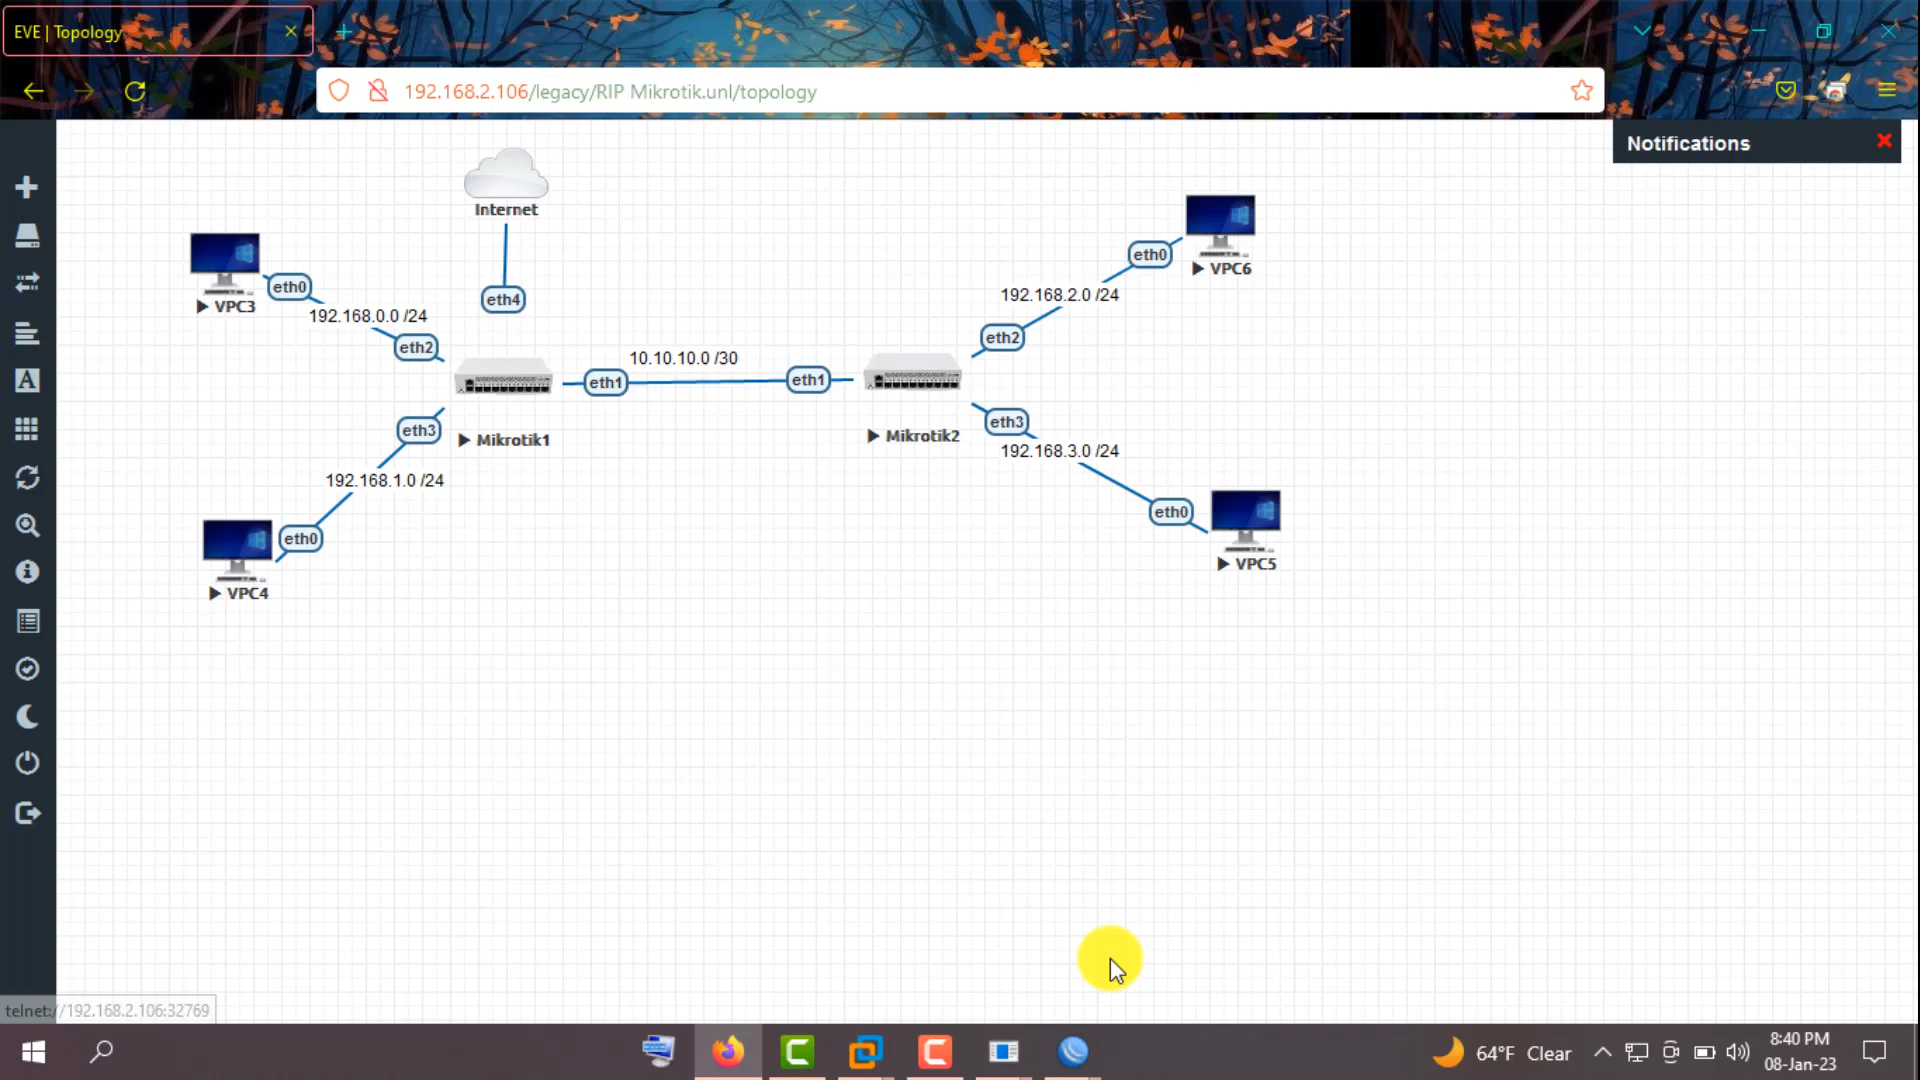 EVE | Topology
192.168.2.106/legacy/RIP Mikrotik.unl/topology
Notifications
Internet
eth4
VPC3
eth0
192.168.0.0 /24
eth2
Mikrotik1
eth3
192.168.1.0 /24
eth0
VPC4
eth1
10.10.10.0 /30
eth1
Mikrotik2
eth2
192.168.2.0 /24
eth0
VPC6
eth3
192.168.3.0 /24
eth0
VPC5
telnet://192.168.2.106:32769
64°F Clear
8:40 PM
08-Jan-23